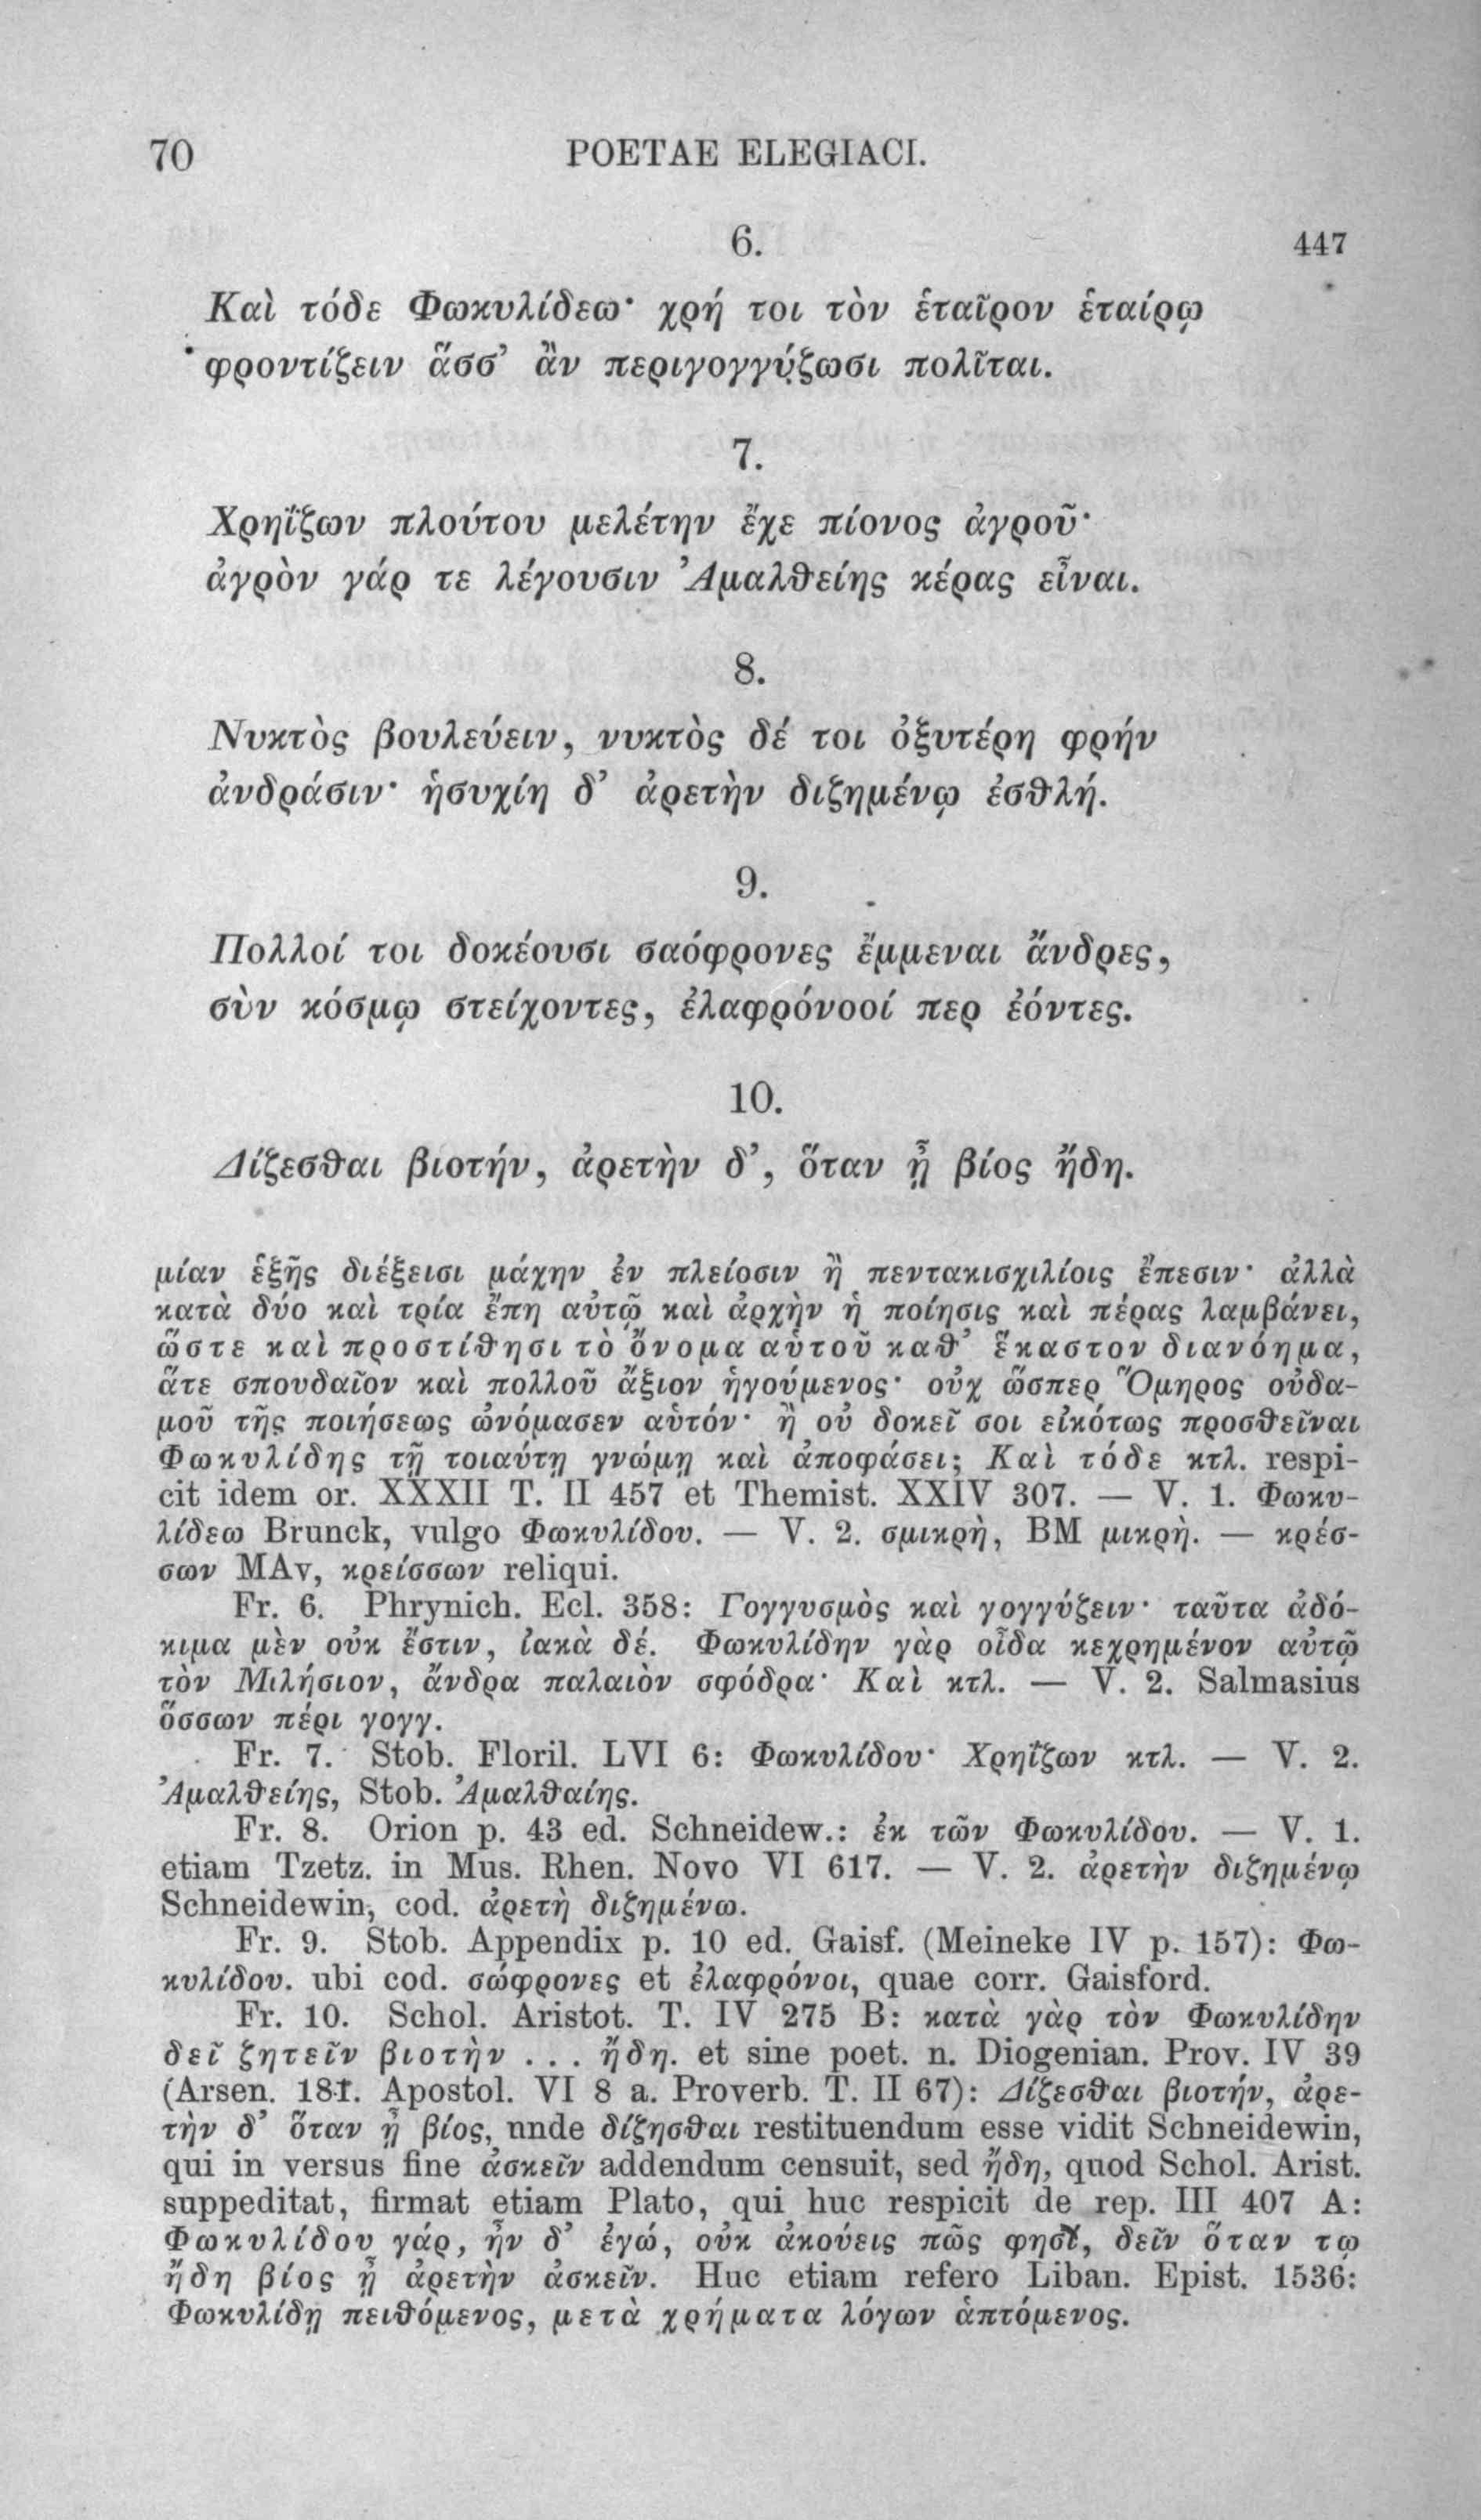 70 POETAE ELEGIACI.
6. 447
Καὶ τόδε Φωκυλίδεω· χρή τοι τὸν ἑταῖρον ἑταίρῳ
φροντίζειν ἅσσ’ ἂν περιγογγύζωσι πολῖται.
7.
Χρηΐζων πλούτου μελέτην ἔχε πίονος ἀγροῦ·
ἀγρὸν γάρ τε λέγουσιν Ἀμαλθείης κέρας εἶναι.
8.
Νυκτὸς βουλεύειν, νυκτὸς δέ τοι ὀξυτέρη φρήν
ἀνδράσιν· ἡσυχίη δ’ ἀρετὴν διζημένῳ ἐσθλή.
9.
Πολλοί τοι δοκέουσι σαόφρονες ἔμμεναι ἄνδρες,
σὺν κόσμῳ στείχοντες, ἐλαφρόνοοί περ ἐόντες.
10.
Δίζεσθαι βιοτήν, ἀρετὴν δ’, ὅταν ᾖ βίος ἤδη.
μίαν ἑξῆς διέξεισι μάχην ἐν πλείοσιν ἢ πεντακισχιλίοις ἔπεσιν· ἀλλὰ
κατὰ δύο καὶ τρία ἔπη αὐτῷ καὶ ἀρχὴν ἡ ποίησις καὶ πέρας λαμβάνει,
ὥστε καὶ προστίθησι τὸ ὄνομα αὑτοῦ καθ’ ἕκαστον διανόημα,
ἅτε σπουδαῖον καὶ πολλοῦ ἄξιον ἡγούμενος· οὐχ ὥσπερ Ὅμηρος οὐδα-
μοῦ τῆς ποιήσεως ὠνόμασεν αὑτόν· ἢ οὐ δοκεῖ σοι εἰκότως προσθεῖναι
Φωκυλίδης τῇ τοιαύτῃ γνώμῃ καὶ ἀποφάσει; Καὶ τόδε κτλ. respi-
cit idem or. XXXII T. II 457 et Themist. XXIV 307. — V. 1. Φωκυ-
λίδεω Brunck, vulgo Φωκυλίδου. — V. 2. σμικρὴ, BM μικρὴ. — κρέσ-
σων MAv, κρείσσων reliqui.
Fr. 6. Phrynich. Ecl. 358: Γογγυσμὸς καὶ γογγύζειν· ταῦτα ἀδό-
κιμα μὲν οὐκ ἔστιν, ἰακὰ δέ. Φωκυλίδην γὰρ οἶδα κεχρημένον αὐτῷ
τὸν Μιλήσιον, ἄνδρα παλαιὸν σφόδρα· Καὶ κτλ. — V. 2. Salmasius
ὅσσων πέρι γογγ.
Fr. 7. Stob. Floril. LVI 6: Φωκυλίδου· Χρηΐζων κτλ. — V. 2.
Ἀμαλθείης, Stob. Ἀμαλθαίης.
Fr. 8. Orion p. 43 ed. Schneidew.: ἐκ τῶν Φωκυλίδου. — V. 1.
etiam Tzetz. in Mus. Rhen. Novo VI 617. — V. 2. ἀρετὴν διζημένῳ
Schneidewin, cod. ἀρετὴ διζημένω.
Fr. 9. Stob. Appendix p. 10 ed. Gaisf. (Meineke IV p. 157): Φω-
κυλίδου. ubi cod. σώφρονες et ἐλαφρόνοι, quae corr. Gaisford.
Fr. 10. Schol. Aristot. T. IV 275 B: κατὰ γὰρ τὸν Φωκυλίδην
δεῖ ζητεῖν βιοτὴν . . . ἤδη. et sine poet. n. Diogenian. Prov. IV 39
(Arsen. 181. Apostol. VI 8 a. Proverb. T. II 67): Δίζεσθαι βιοτήν, ἀρε-
τὴν δ’ ὅταν ᾖ βίος, unde δίζησθαι restituendum esse vidit Schneidewin,
qui in versus fine ἀσκεῖν addendum censuit, sed ἤδη, quod Schol. Arist.
suppeditat, firmat etiam Plato, qui huc respicit de rep. III 407 A:
Φωκυλίδου γάρ, ἦν δ’ ἐγώ, οὐκ ἀκούεις πῶς φησί, δεῖν ὅταν τῳ
ἤδη βίος ᾖ ἀρετὴν ἀσκεῖν. Huc etiam refero Liban. Epist. 1536:
Φωκυλίδῃ πειθόμενος, μετὰ χρήματα λόγων ἁπτόμενος.